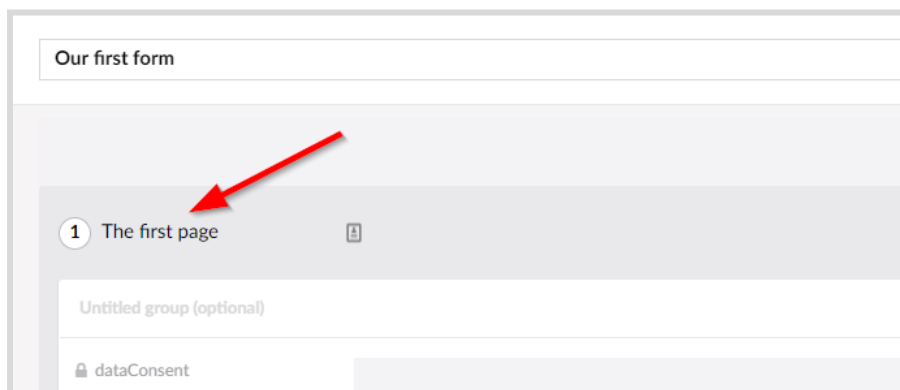 Our first form
1 The first page
Untitled group (optional)
dataConsent